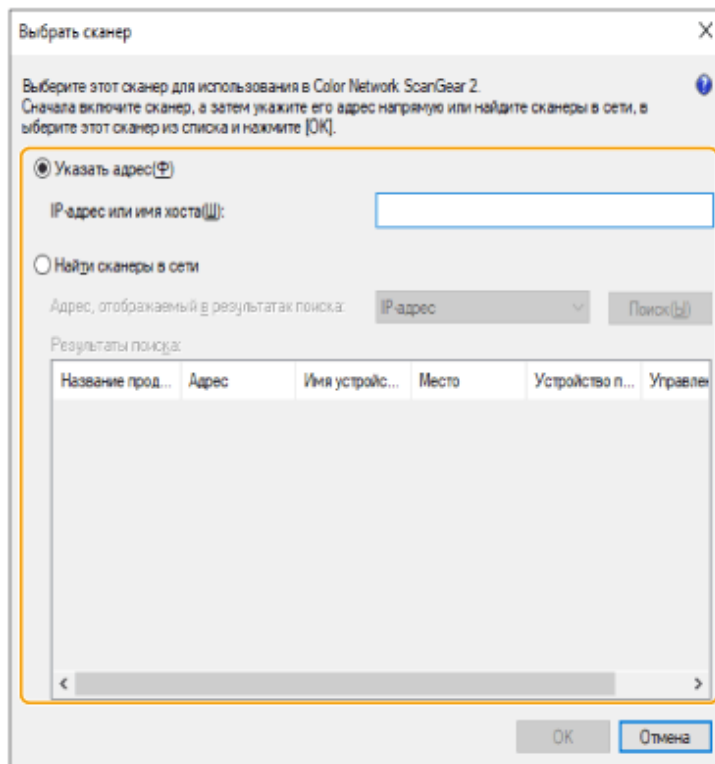 Выбрать сканер
Выберите этот сканер для использования в Color Network ScanGear 2.
Сначала включите сканер, а затем укажите его адрес напрямую или найдите сканеры в сети, в
ыберите этот сканер из списка и нажмите [OK].
Указать адрес(Ф)
IP-адрес или имя хоста(Ш):
Найти сканеры в сети
Адрес, отображаемый в результатах поиска:
IP-адрес
Поиск(Ы)
Результаты поиска:
Название прод... Адрес Имя устройс... Место Устройство п... Управлен
OK Отмена